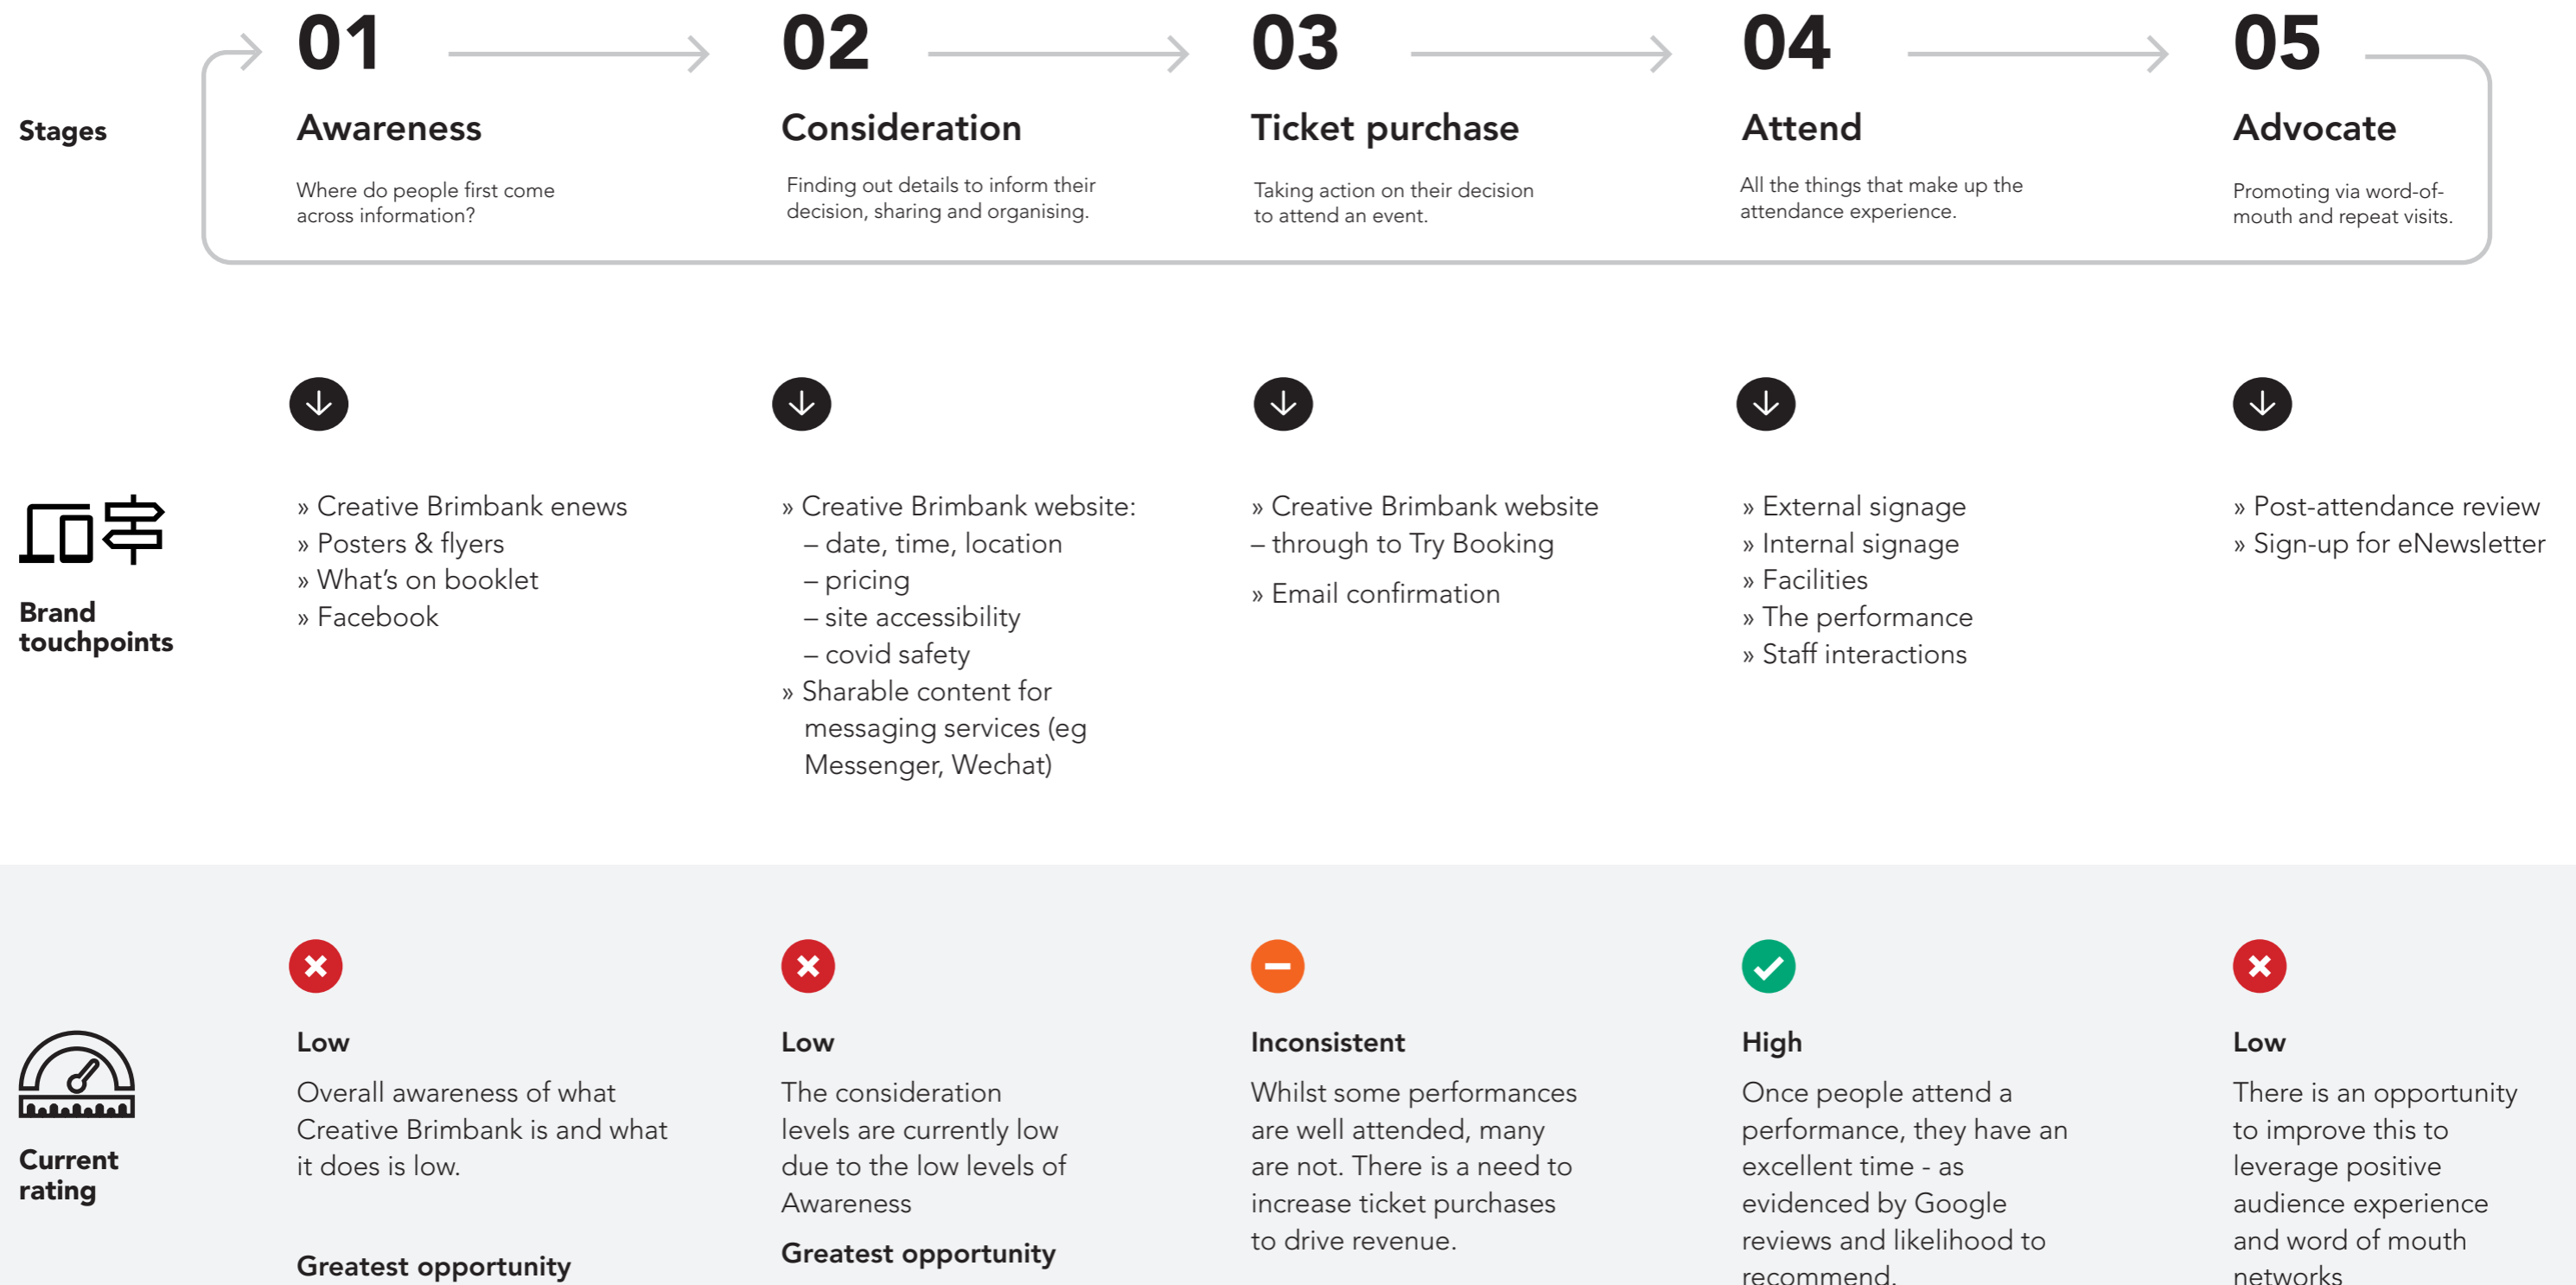 01
02
03
04
05
Stages
Awareness
Consideration
Ticket purchase
Attend
Advocate
Where do people first come
across information?
Finding out details to inform their
decision, sharing and organising.
Taking action on their decision
to attend an event.
All the things that make up the
attendance experience.
Promoting via word-of-
mouth and repeat visits.
Brand
touchpoints
» Creative Brimbank enews
» Posters & flyers
» What's on booklet
» Facebook
» Creative Brimbank website:
– date, time, location
– pricing
– site accessibility
– covid safety
» Sharable content for
messaging services (eg
Messenger, Wechat)
» Creative Brimbank website
– through to Try Booking
» Email confirmation
» External signage
» Internal signage
» Facilities
» The performance
» Staff interactions
» Post-attendance review
» Sign-up for eNewsletter
Current
rating
Low
Overall awareness of what
Creative Brimbank is and what
it does is low.
Greatest opportunity
Low
The consideration
levels are currently low
due to the low levels of
Awareness
Greatest opportunity
Inconsistent
Whilst some performances
are well attended, many
are not. There is a need to
increase ticket purchases
to drive revenue.
High
Once people attend a
performance, they have an
excellent time - as
evidenced by Google
reviews and likelihood to
recommend.
Low
There is an opportunity
to improve this to
leverage positive
audience experience
and word of mouth
networks